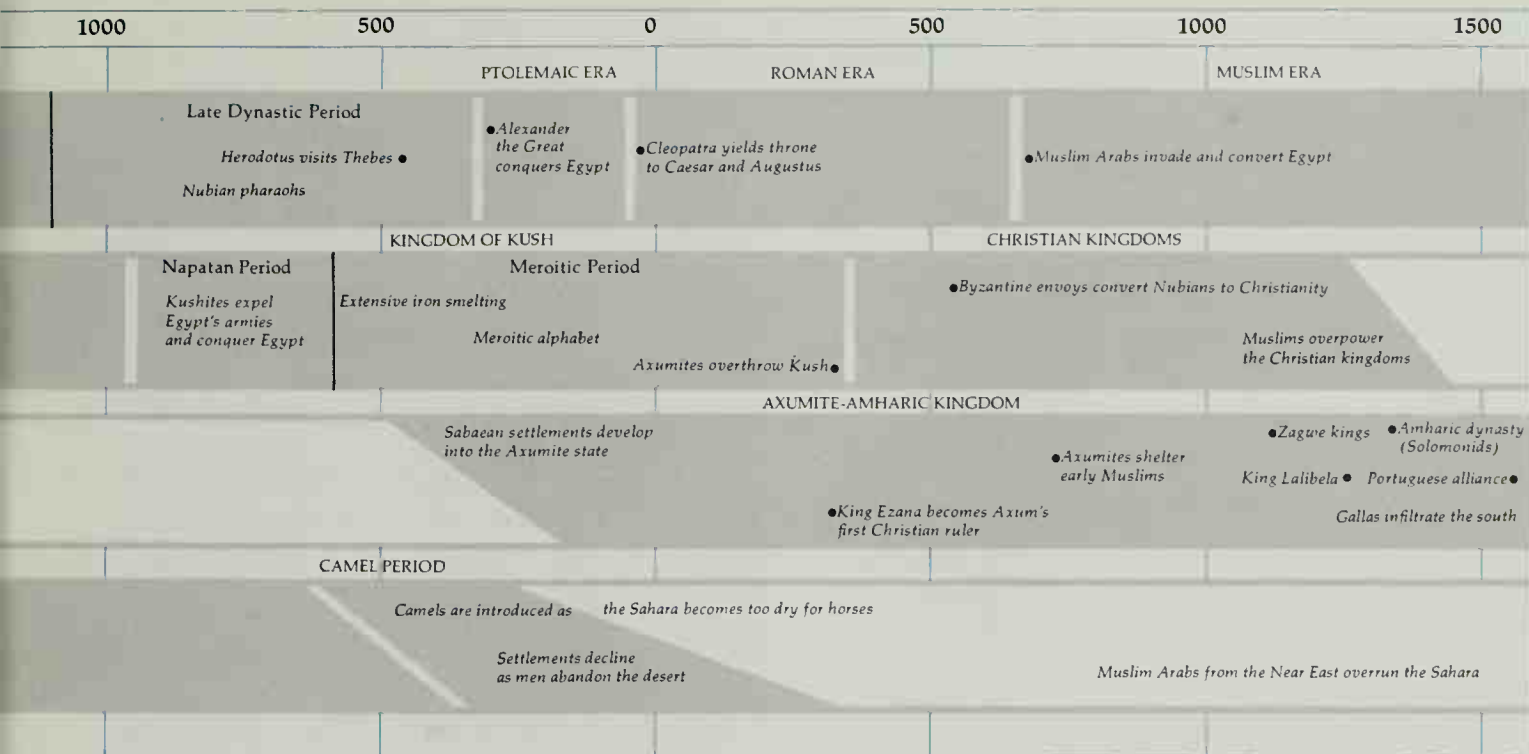 1000 500 0 500 1000 1500
PTOLEMAIC ERA ROMAN ERA MUSLIM ERA
Late Dynastic Period
Herodotus visits Thebes ●
Nubian pharaohs
●Alexander
the Great
conquers Egypt
●Cleopatra yields throne
to Caesar and Augustus
●Muslim Arabs invade and convert Egypt
KINGDOM OF KUSH CHRISTIAN KINGDOMS
Napatan Period
Kushites expel
Egypt's armies
and conquer Egypt
Meroitic Period
Extensive iron smelting
Meroitic alphabet
Axumites overthrow Kush●
●Byzantine envoys convert Nubians to Christianity
Muslims overpower
the Christian kingdoms
AXUMITE-AMHARIC KINGDOM
Sabaean settlements develop
into the Axumite state
●King Ezana becomes Axum's
first Christian ruler
●Axumites shelter
early Muslims
●Zagwe kings
●Amharic dynasty
(Solomonids)
King Lalibela ●
Portuguese alliance●
Gallas infiltrate the south
CAMEL PERIOD
Camels are introduced as the Sahara becomes too dry for horses
Settlements decline
as men abandon the desert
Muslim Arabs from the Near East overrun the Sahara